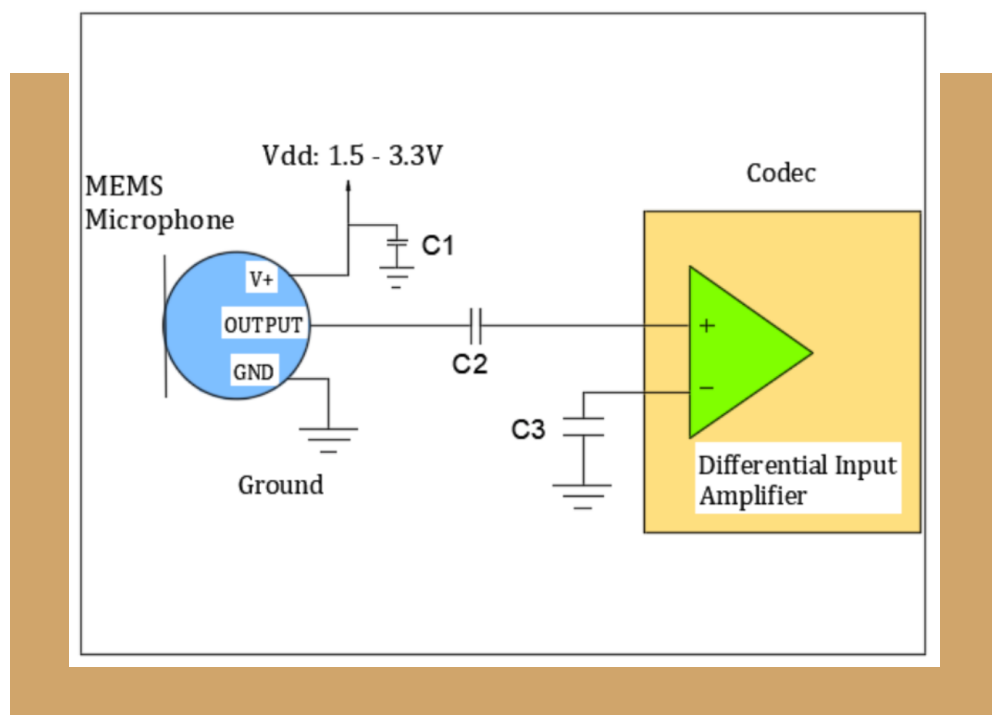 Vdd: 1.5 - 3.3V
Codec
MEMS
Microphone
C1
V+
OUTPUT
GND
C2
+
−
C3
Ground
Differential Input
Amplifier